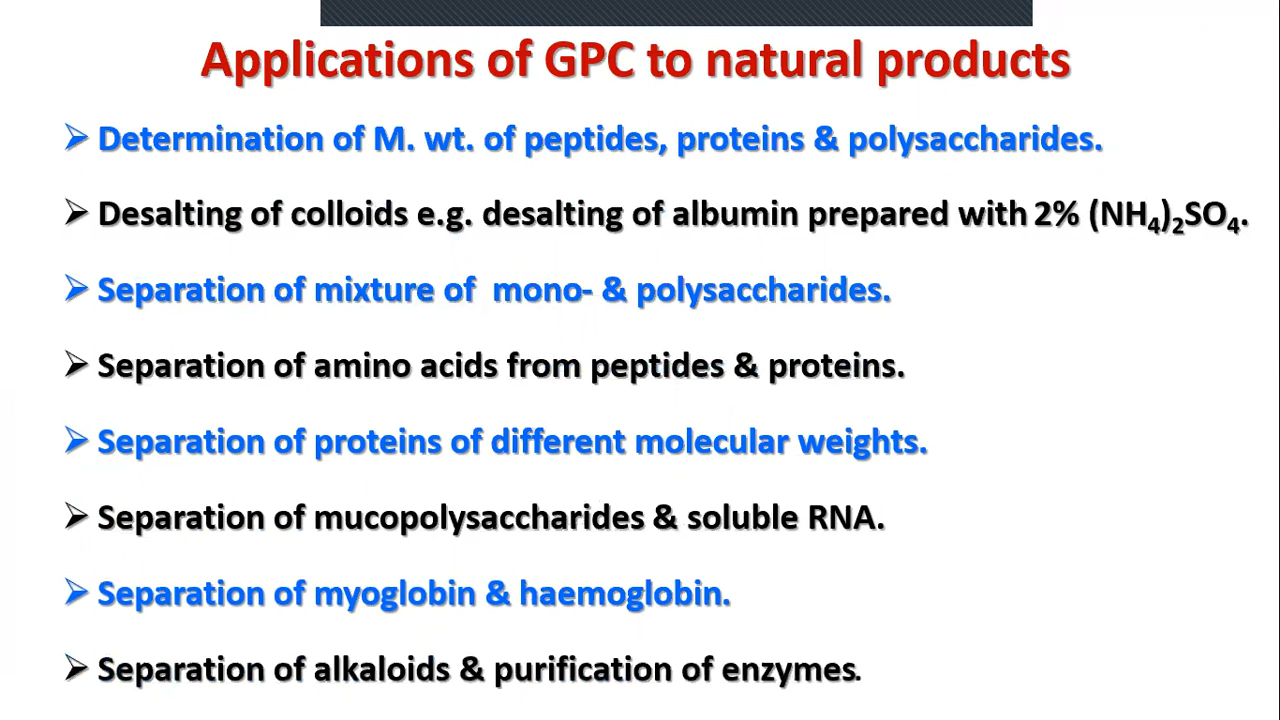 Applications of GPC to natural products
➢ Determination of M. wt. of peptides, proteins & polysaccharides.
➢ Desalting of colloids e.g. desalting of albumin prepared with 2% (NH₄)₂SO₄.
➢ Separation of mixture of mono- & polysaccharides.
➢ Separation of amino acids from peptides & proteins.
➢ Separation of proteins of different molecular weights.
➢ Separation of mucopolysaccharides & soluble RNA.
➢ Separation of myoglobin & haemoglobin.
➢ Separation of alkaloids & purification of enzymes.